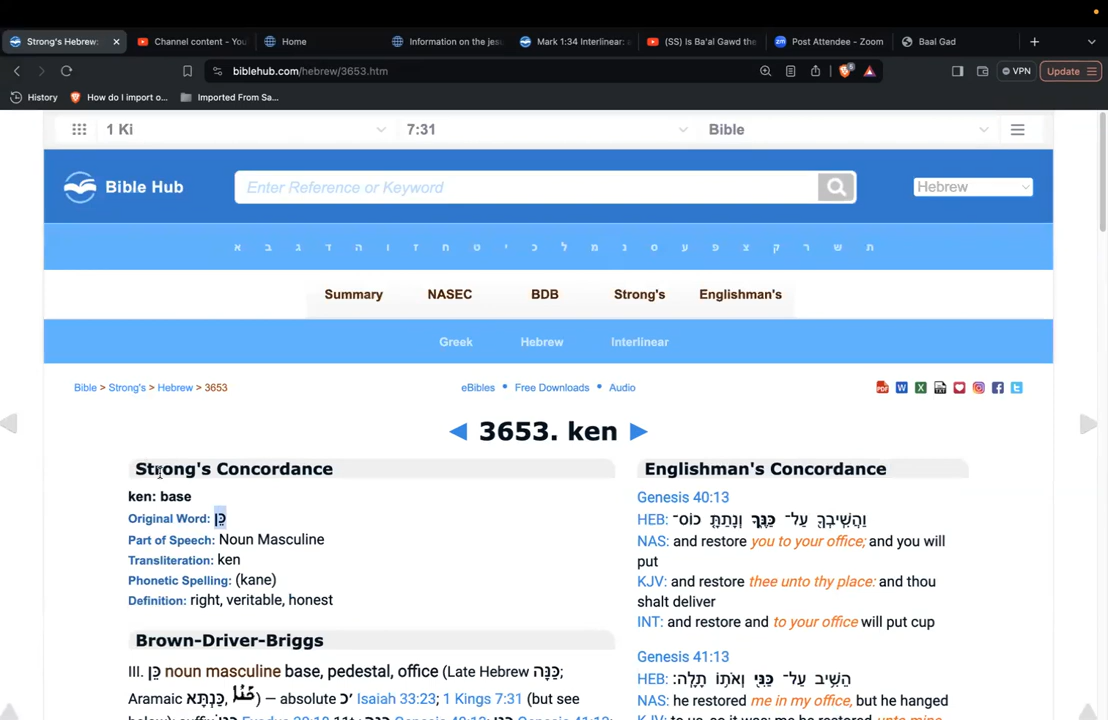 Strong's Hebrew:
Channel content - You
Home
Information on the jesu
Mark 1:34 Interlinear:
(SS) Is Ba'al Gawd the
Post Attendee - Zoom
Baal Gad
biblehub.com/hebrew/3653.htm
VPN
Update
History
How do I import o...
Imported From Sa...
1 Ki
7:31
Bible
Bible Hub
Enter Reference or Keyword
Hebrew
א ב ג ד ה ו ז ח ט י כ ל מ נ ס ע פ צ ק ר ש ת
Summary NASEC BDB Strong's Englishman's
Greek Hebrew Interlinear
Bible > Strong's > Hebrew > 3653
eBibles • Free Downloads • Audio
◀ 3653. ken ▶
Strong's Concordance
ken: base
Original Word: כֵּן
Part of Speech: Noun Masculine
Transliteration: ken
Phonetic Spelling: (kane)
Definition: right, veritable, honest
Brown-Driver-Briggs
III. כֵּן noun masculine base, pedestal, office (Late Hebrew כַּנָּה;
— absolute כ׳ Isaiah 33:23; 1 Kings 7:31 (but see
Englishman's Concordance
Genesis 40:13
HEB: וַהֲשִֽׁיבְךָ֖ עַל־ כַּנֶּ֑ךָ וְנָתַתָּ֤ כוֹס־
NAS: and restore you to your office; and you will
put
KJV: and restore thee unto thy place: and thou
shalt deliver
INT: and restore and to your office will put cup
Genesis 41:13
HEB: הֵשִׁ֥יב עַל־ כַּנִּ֖י וְאֹת֥וֹ תָלָֽה׃
NAS: he restored me in my office, but he hanged